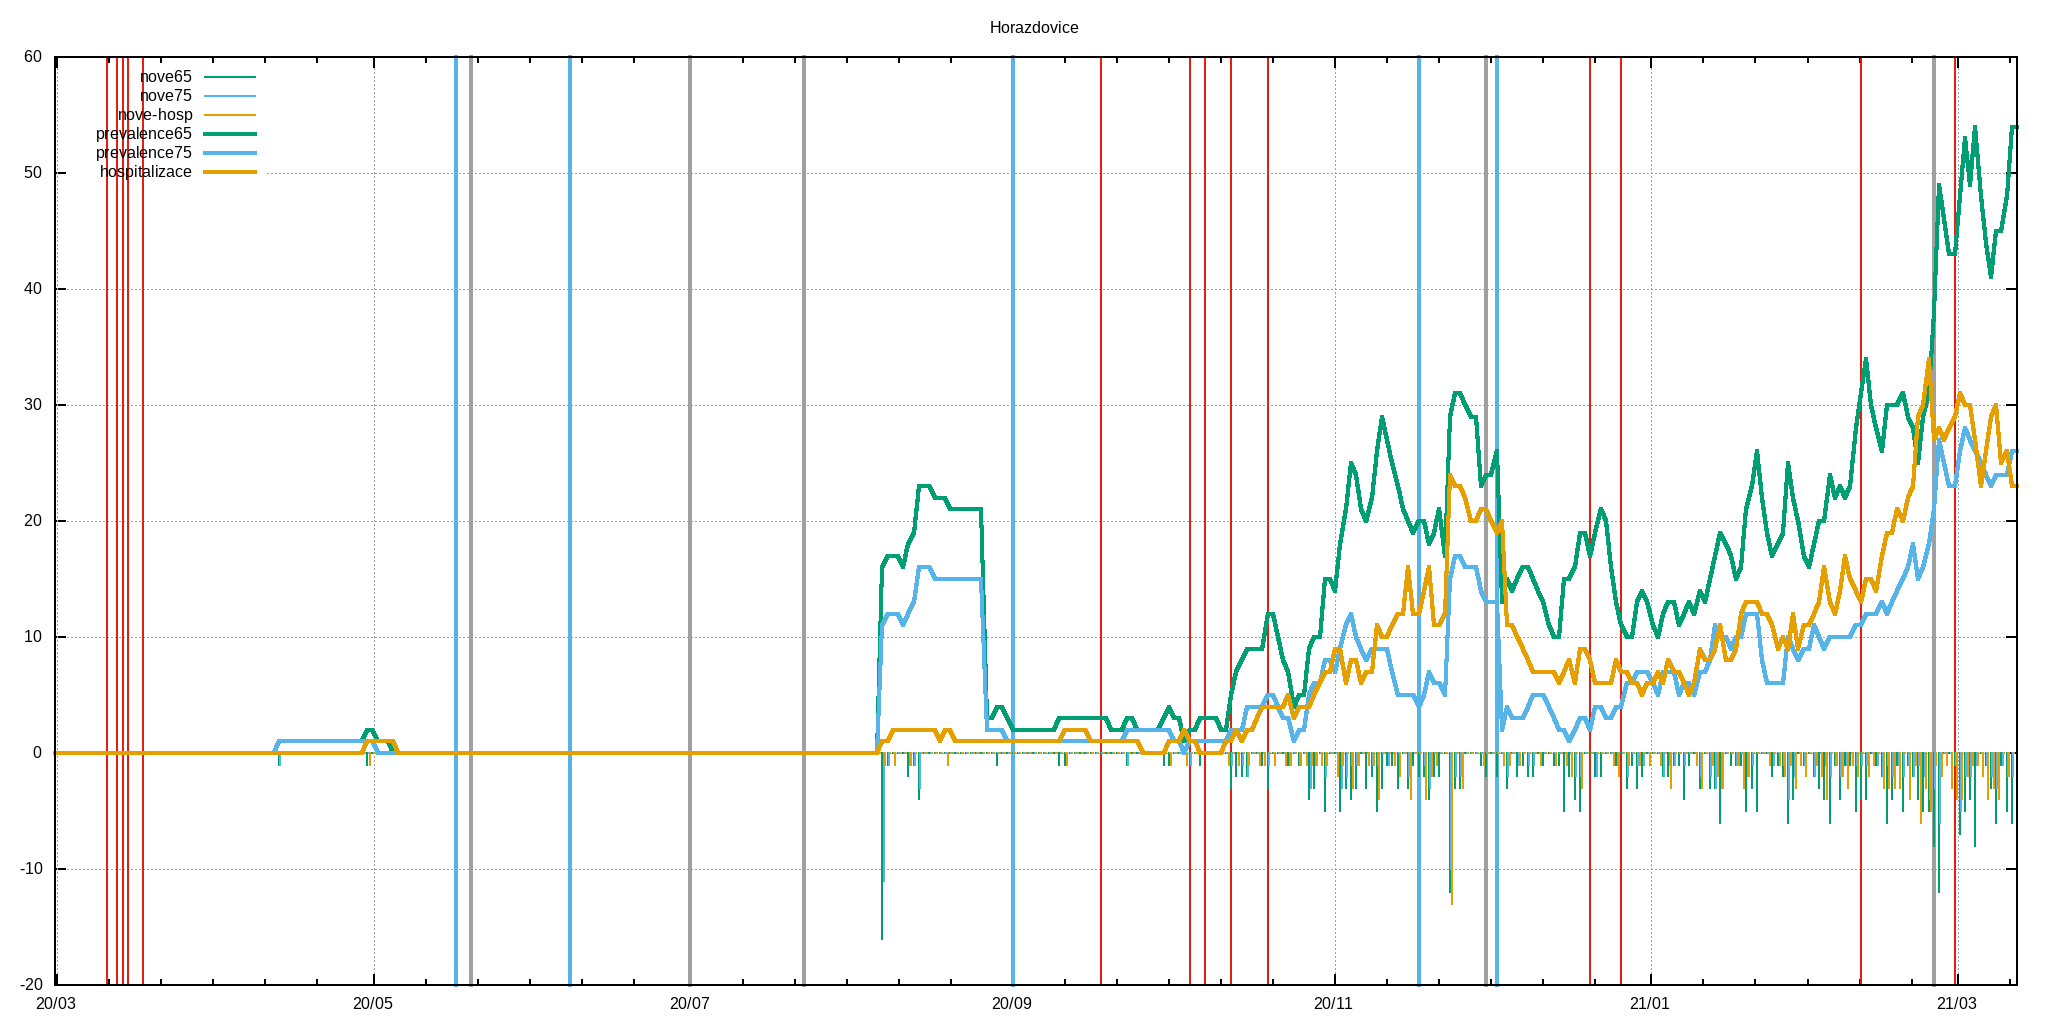 Horazdovice
60
nove65
nove75
nove-hosp
prevalence65
prevalence75
hospitalizace
50
40
30
20
10
0
-10
-20
20/03 20/05 20/07 20/09 20/11 21/01 21/03